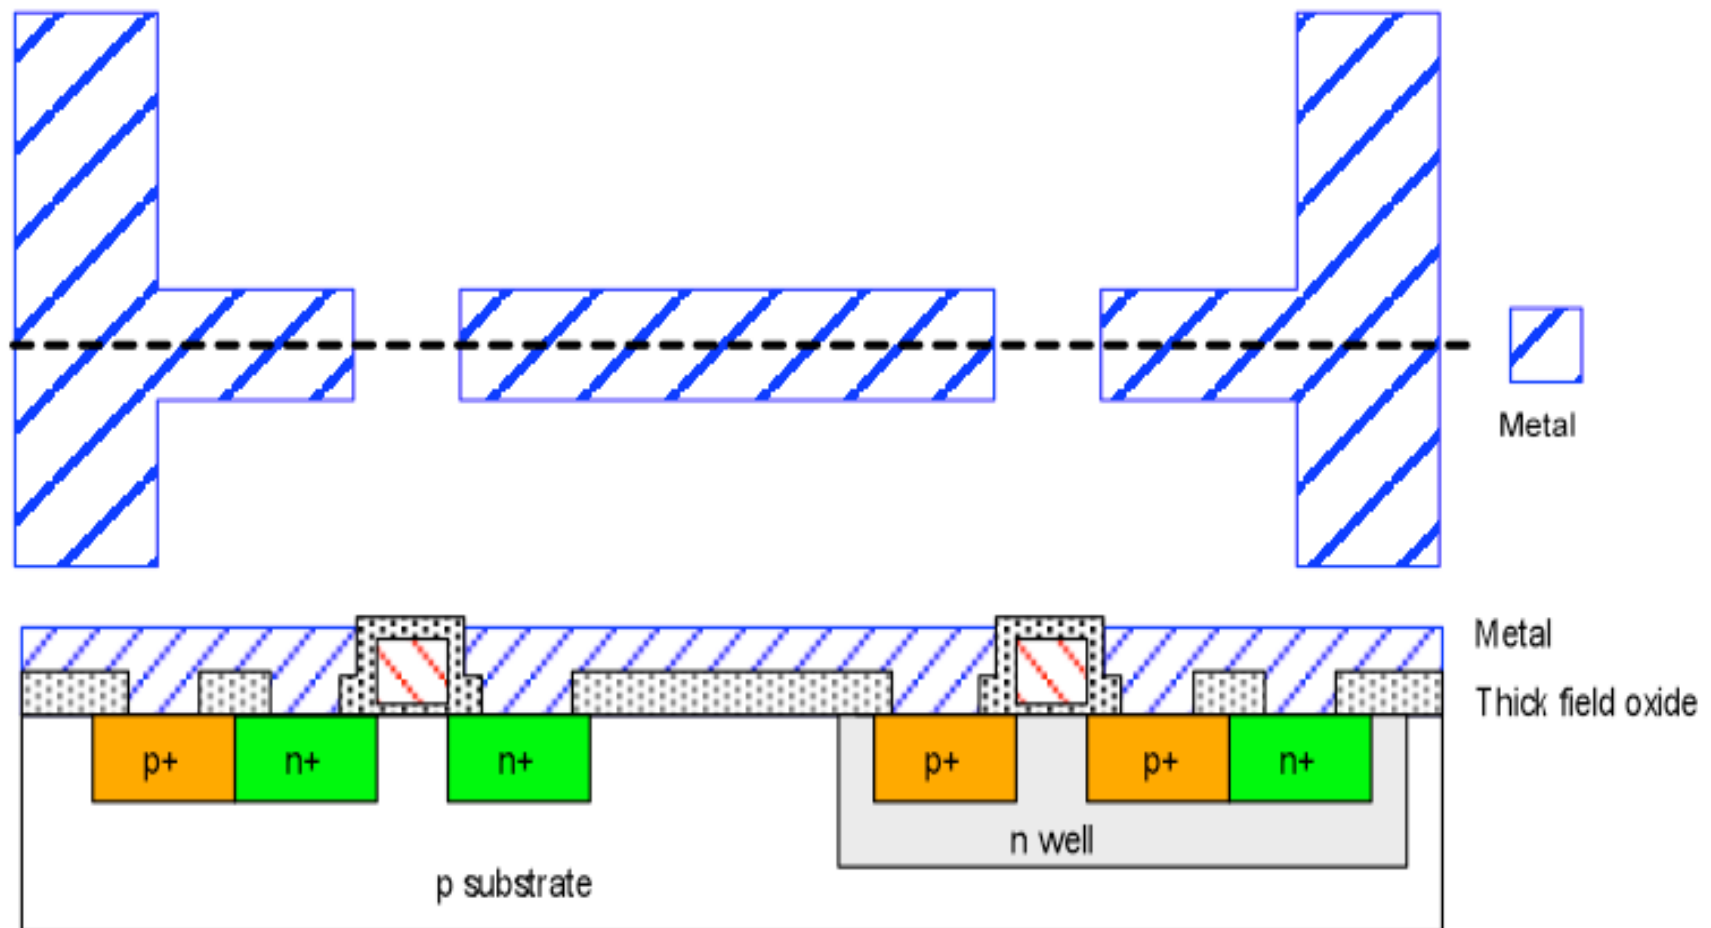 Metal
Metal
Thick field oxide
p+
n+
n+
p+
p+
n+
n well
p substrate